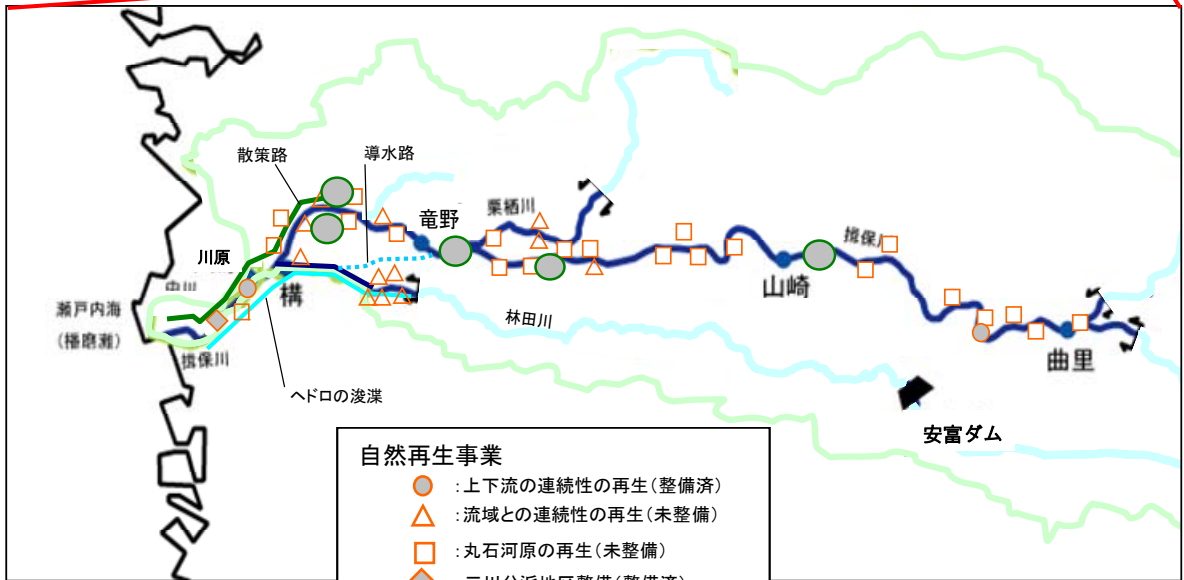 散策路
導水路
栗栖川
竜野
揖保川
川原
中川
構
山崎
瀬戸内海
(播磨灘)
林田川
揖保川
曲里
ヘドロの浚渫
安富ダム
自然再生事業
:上下流の連続性の再生(整備済)
:流域との連続性の再生(未整備)
:丸石河原の再生(未整備)